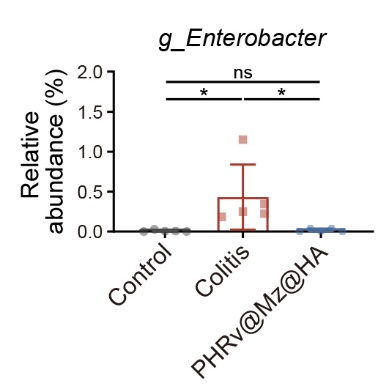 g_Enterobacter
Relative
abundance (%)
2.0
1.5
1.0
0.5
0.0
ns
* *
Control
Colitis
PHRv@Mz@HA